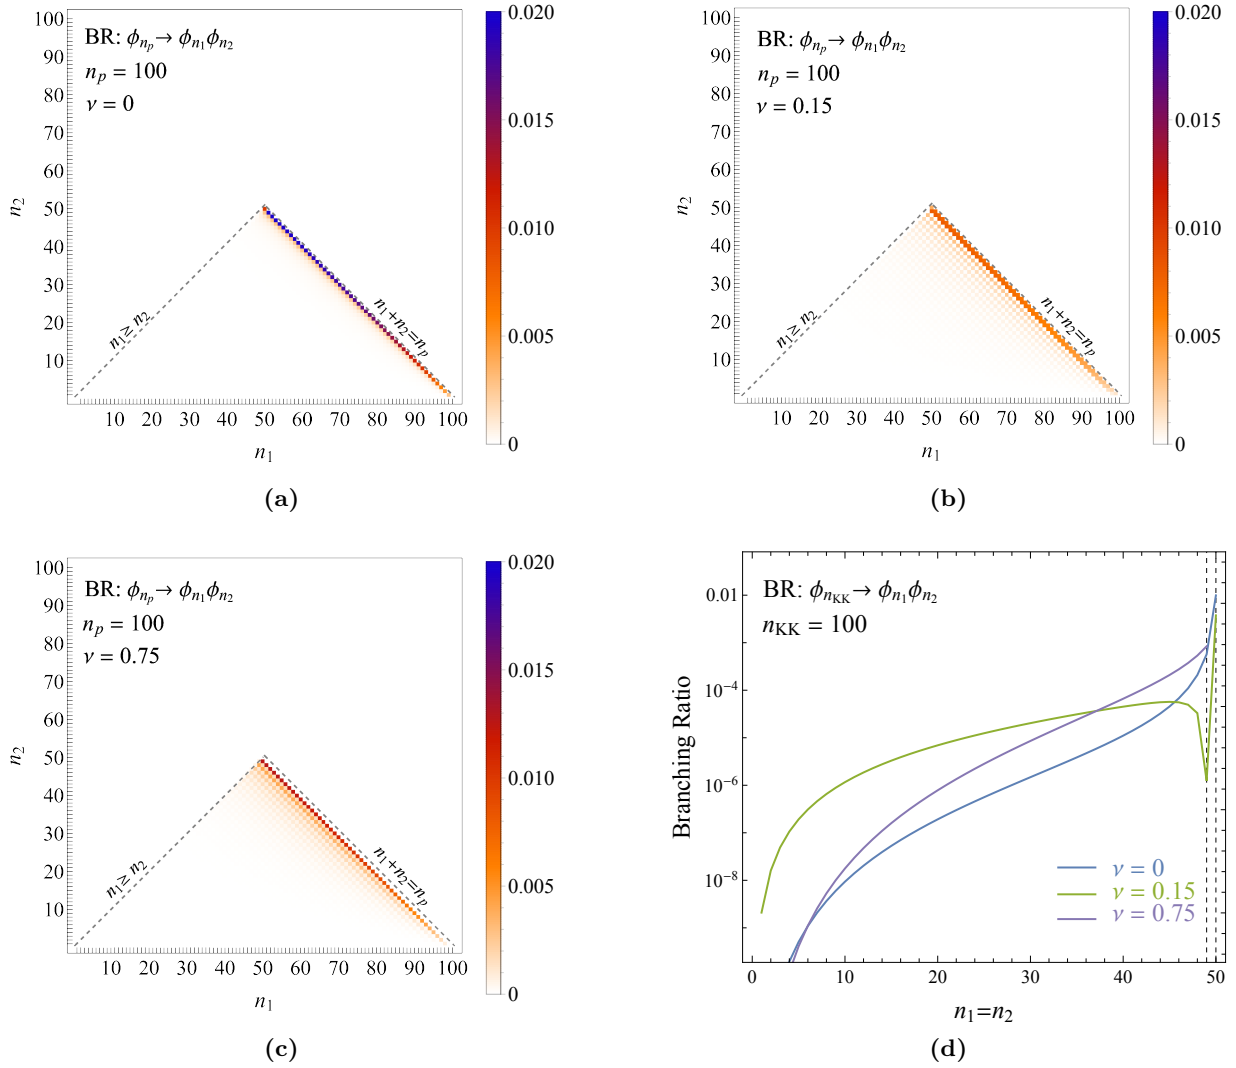 BR: ϕ_{n_p} → ϕ_{n_1}ϕ_{n_2}
n_p = 100
ν = 0
100
90
80
70
60
50
40
30
20
10
n_2
n_1 ≥ n_2
n_1+n_2=n_p
10 20 30 40 50 60 70 80 90 100
n_1
0.020
0.015
0.010
0.005
0
(a)
BR: ϕ_{n_p} → ϕ_{n_1}ϕ_{n_2}
n_p = 100
ν = 0.15
100
90
80
70
60
50
40
30
20
10
n_2
n_1 ≥ n_2
n_1+n_2=n_p
10 20 30 40 50 60 70 80 90 100
n_1
0.020
0.015
0.010
0.005
0
(b)
BR: ϕ_{n_p} → ϕ_{n_1}ϕ_{n_2}
n_p = 100
ν = 0.75
100
90
80
70
60
50
40
30
20
10
n_2
n_1 ≥ n_2
n_1+n_2=n_p
10 20 30 40 50 60 70 80 90 100
n_1
0.020
0.015
0.010
0.005
0
(c)
BR: ϕ_{n_{KK}} → ϕ_{n_1}ϕ_{n_2}
n_{KK} = 100
Branching Ratio
0.01
10^{-4}
10^{-6}
10^{-8}
ν = 0
ν = 0.15
ν = 0.75
0 10 20 30 40 50
n_1=n_2
(d)